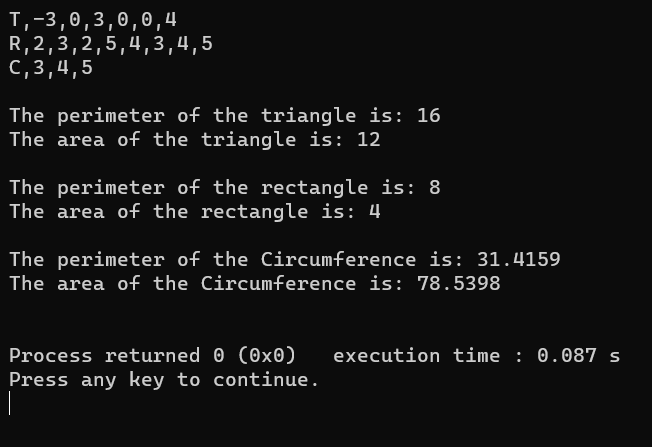 T,-3,0,3,0,0,4
R,2,3,2,5,4,3,4,5
C,3,4,5
The perimeter of the triangle is: 16
The area of the triangle is: 12
The perimeter of the rectangle is: 8
The area of the rectangle is: 4
The perimeter of the Circumference is: 31.4159
The area of the Circumference is: 78.5398
Process returned 0 (0x0)   execution time : 0.087 s
Press any key to continue.